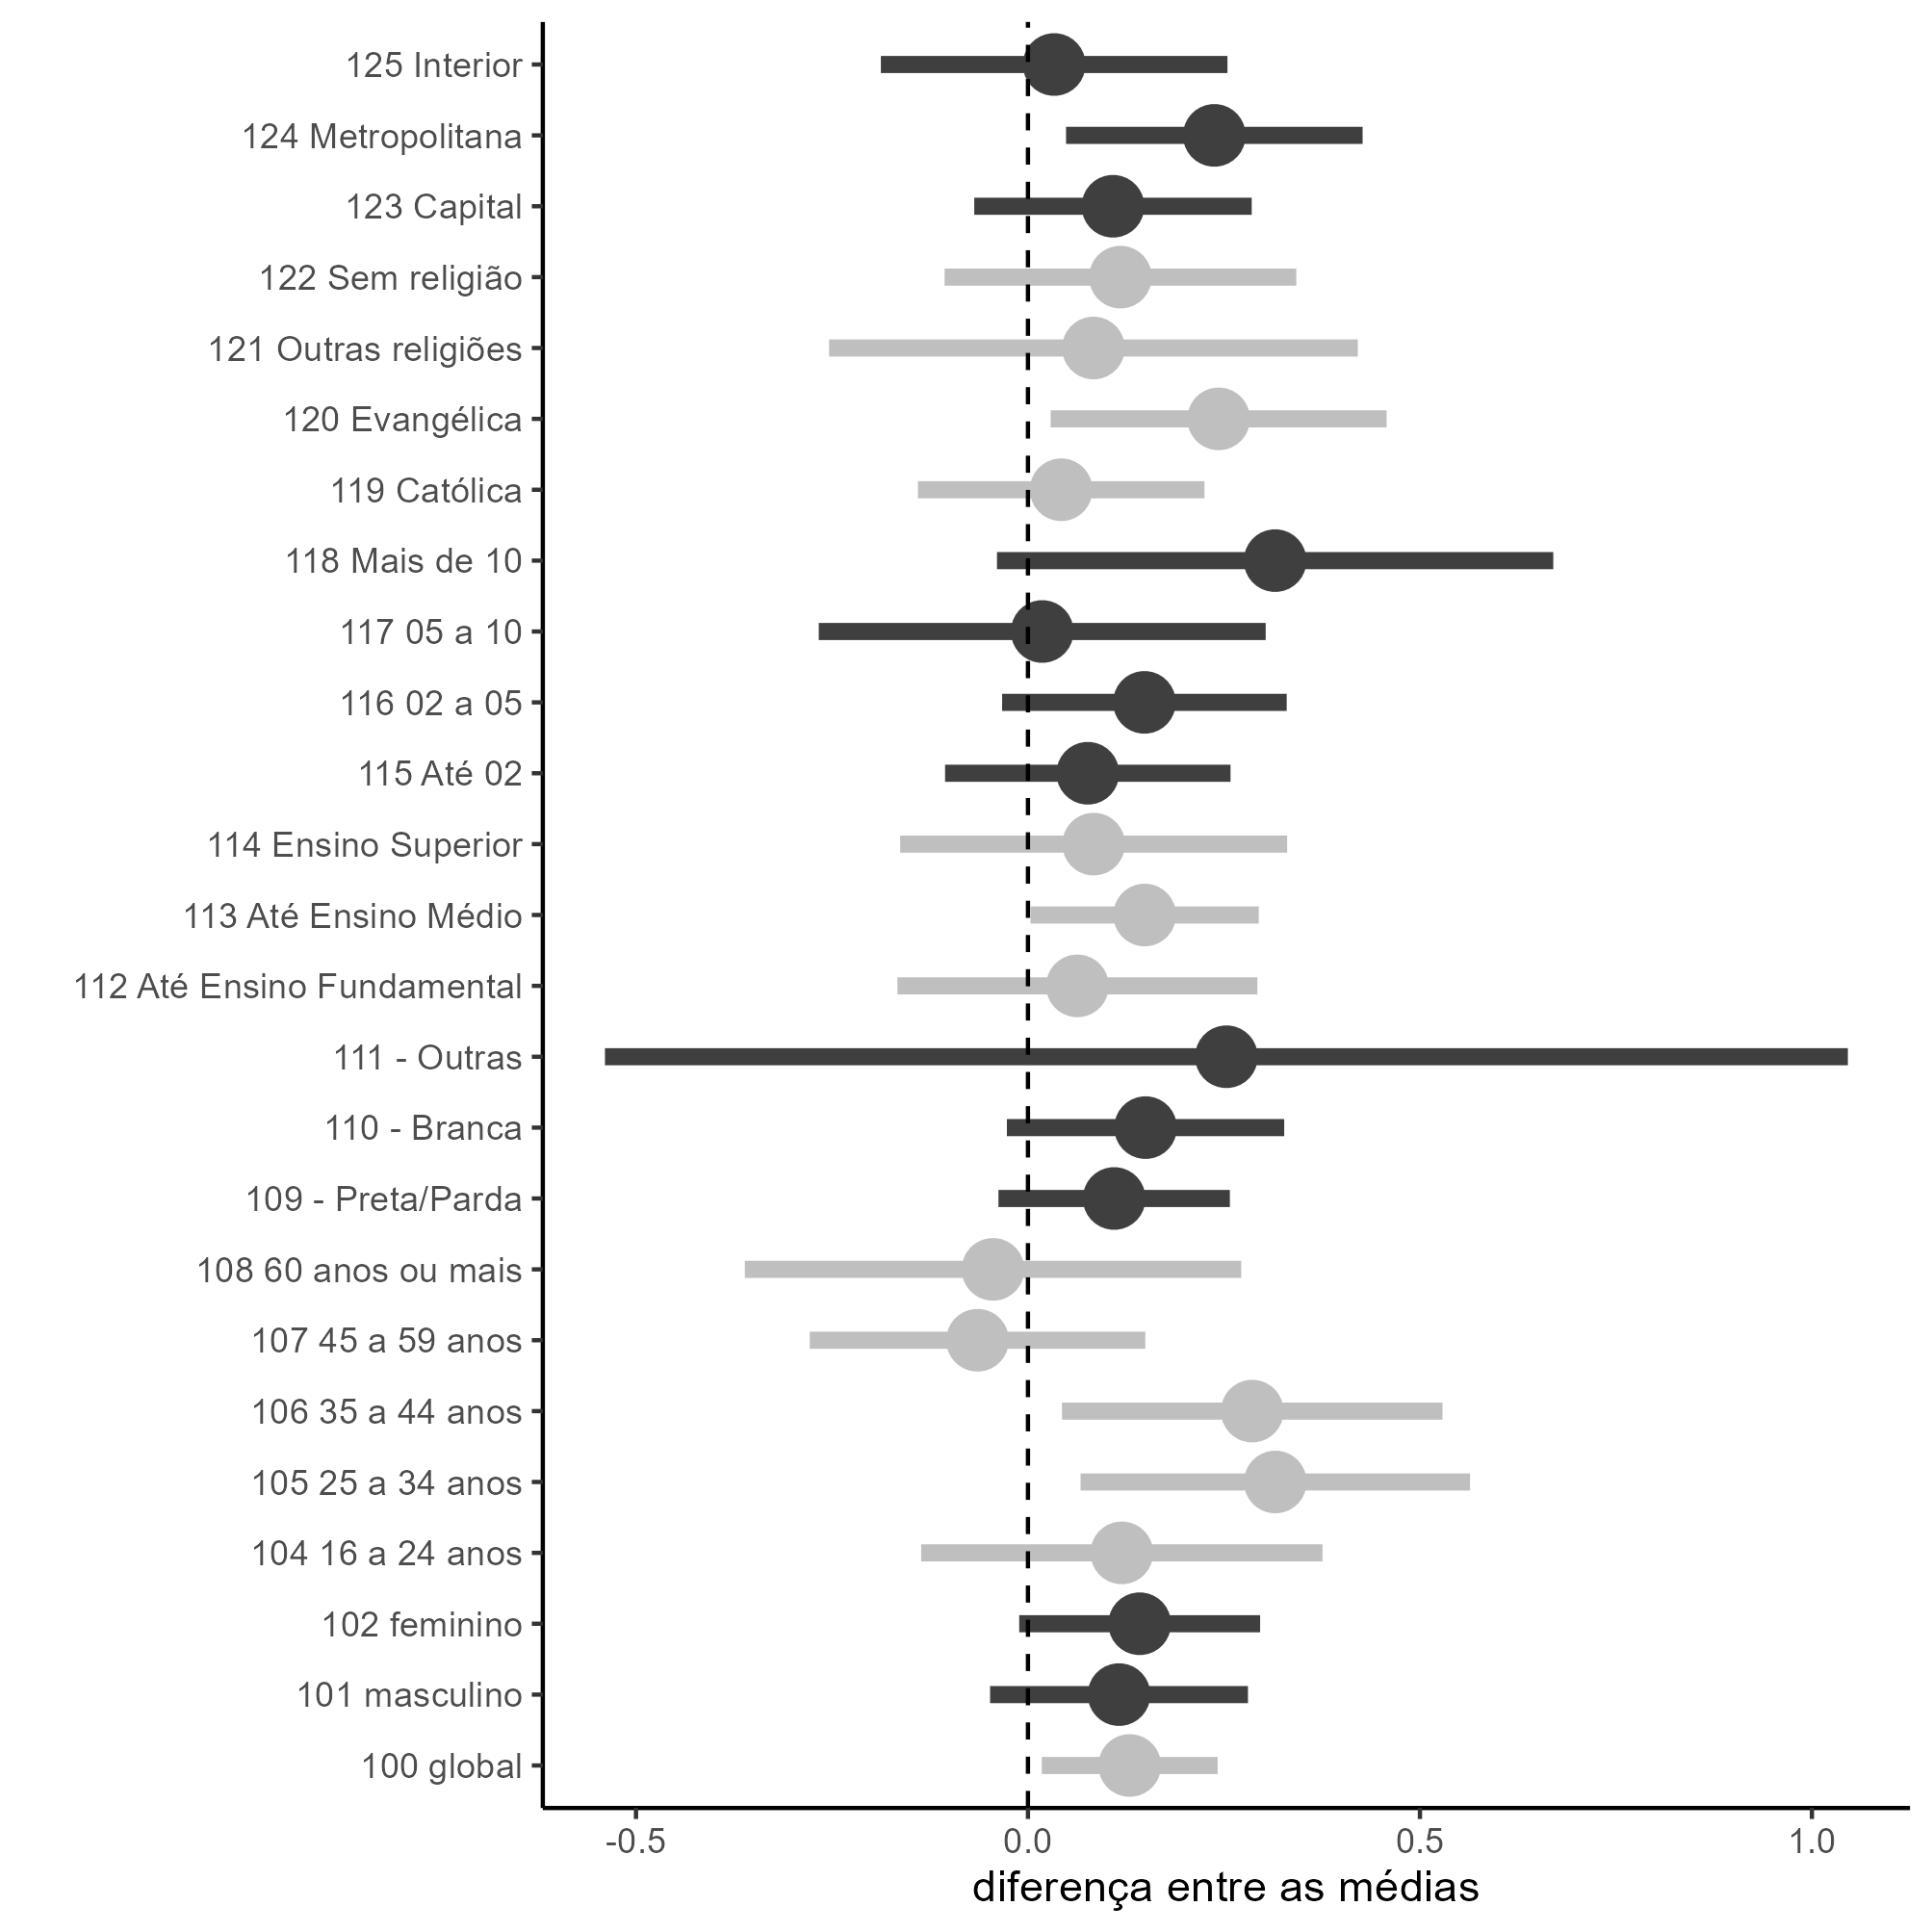 125 Interior
124 Metropolitana
123 Capital
122 Sem religião
121 Outras religiões
120 Evangélica
119 Católica
118 Mais de 10
117 05 a 10
116 02 a 05
115 Até 02
114 Ensino Superior
113 Até Ensino Médio
112 Até Ensino Fundamental
111 - Outras
110 - Branca
109 - Preta/Parda
108 60 anos ou mais
107 45 a 59 anos
106 35 a 44 anos
105 25 a 34 anos
104 16 a 24 anos
102 feminino
101 masculino
100 global
-0.5 0.0 0.5 1.0
diferença entre as médias